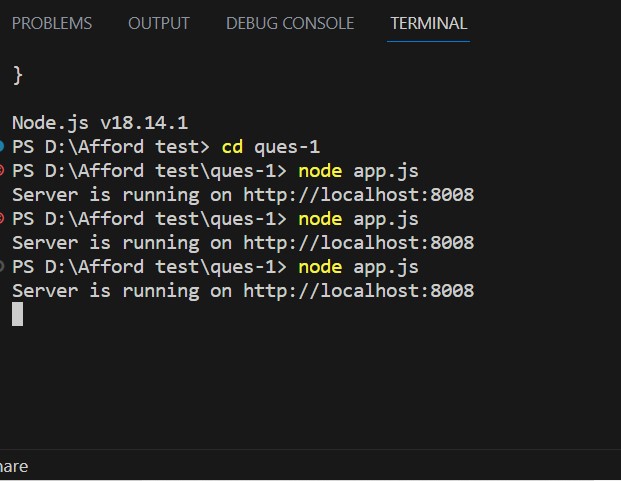 PROBLEMS OUTPUT DEBUG CONSOLE TERMINAL
}
Node.js v18.14.1
PS D:\Afford test> cd ques-1
PS D:\Afford test\ques-1> node app.js
Server is running on http://localhost:8008
PS D:\Afford test\ques-1> node app.js
Server is running on http://localhost:8008
PS D:\Afford test\ques-1> node app.js
Server is running on http://localhost:8008
hare